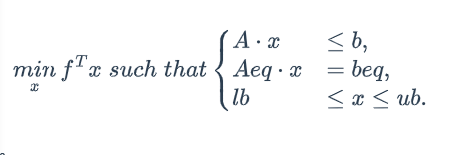 A · x ≤ b,
min f^T x such that { Aeq · x = beq,
x
lb ≤ x ≤ ub.